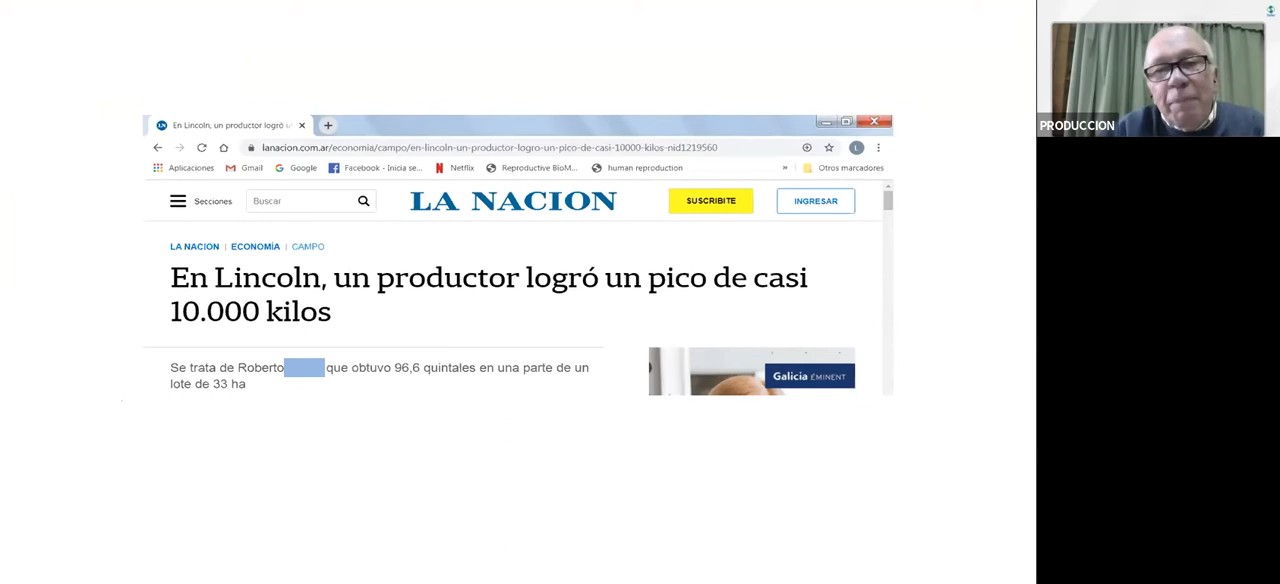 En Lincoln, un productor logró u
lanacion.com.ar/economia/campo/en-lincoln-un-productor-logro-un-pico-de-casi-10000-kilos-nid1219560
L
Aplicaciones
Gmail
Google
Facebook - Inicia se...
Netflix
Reproductive BioM...
human reproduction
»
Otros marcadores
Secciones
Buscar
LA NACION
SUSCRIBITE
INGRESAR
LA NACION | ECONOMÍA | CAMPO
En Lincoln, un productor logró un pico de casi
10.000 kilos
Se trata de Roberto que obtuvo 96,6 quintales en una parte de un
lote de 33 ha
Galicia ÉMINENT
PRODUCCION